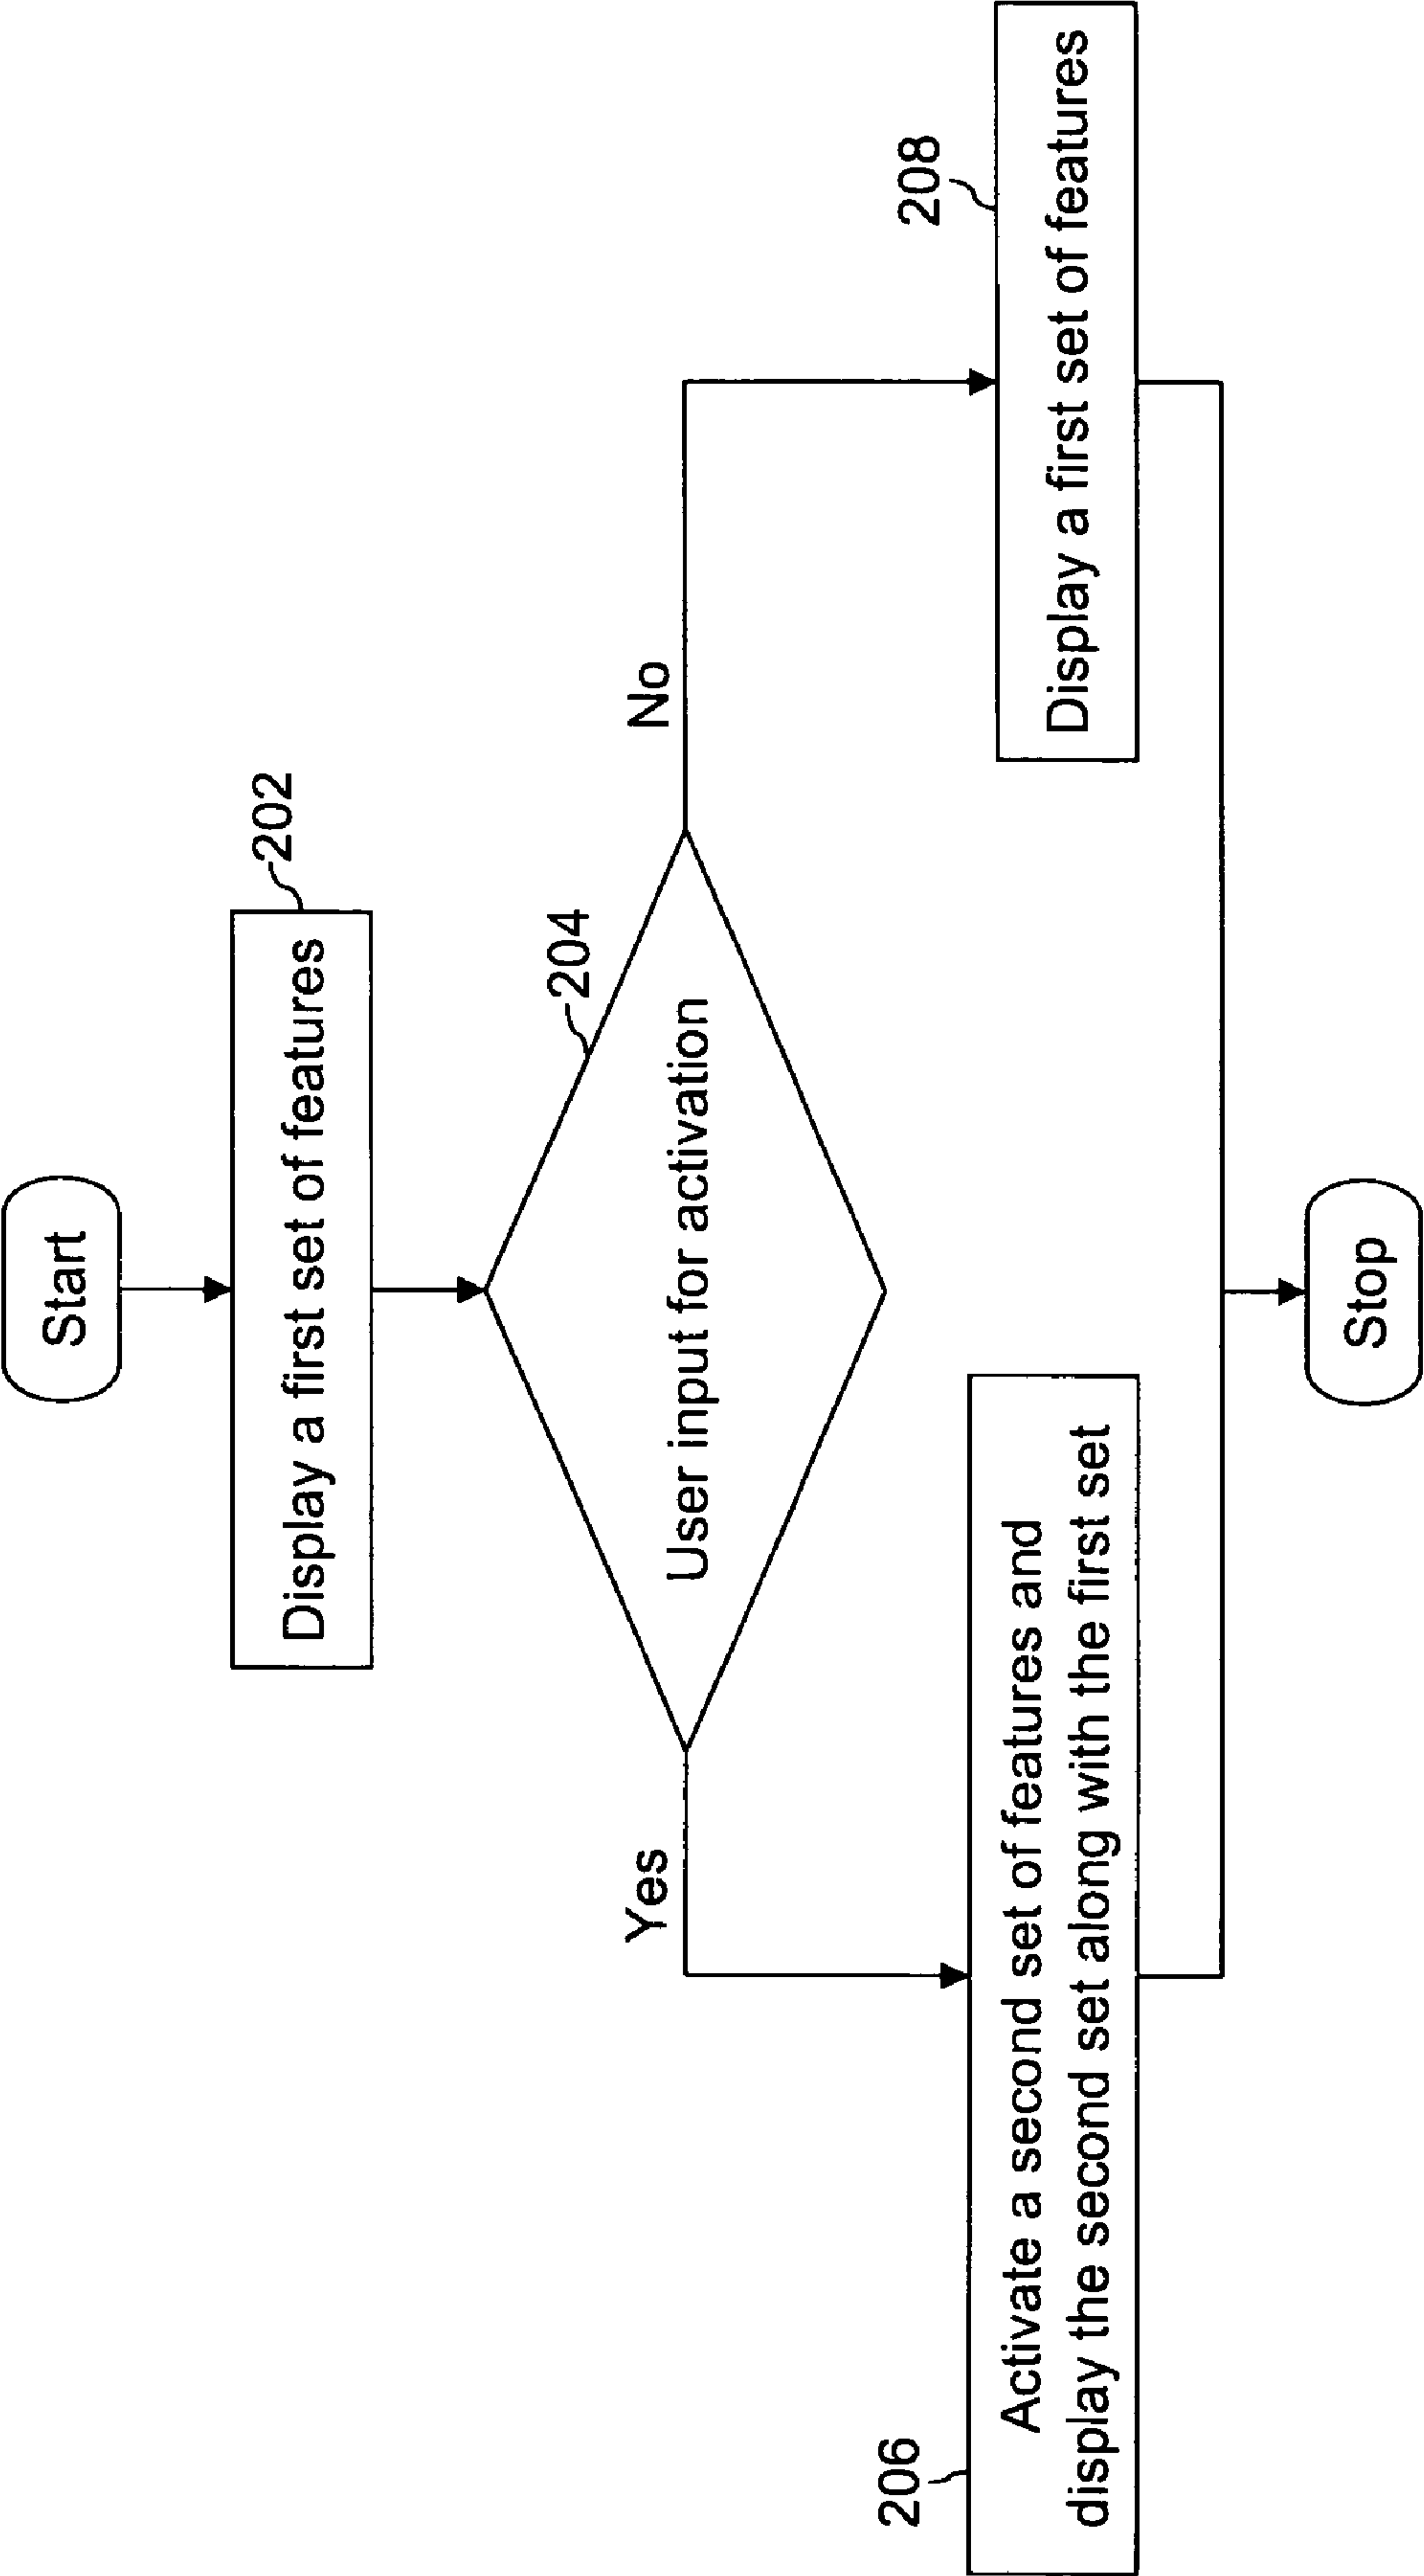 Start
Display a first set of features
202
204
User input for activation
Yes
No
206
Activate a second set of features and
display the second set along with the first set
208
Display a first set of features
Stop